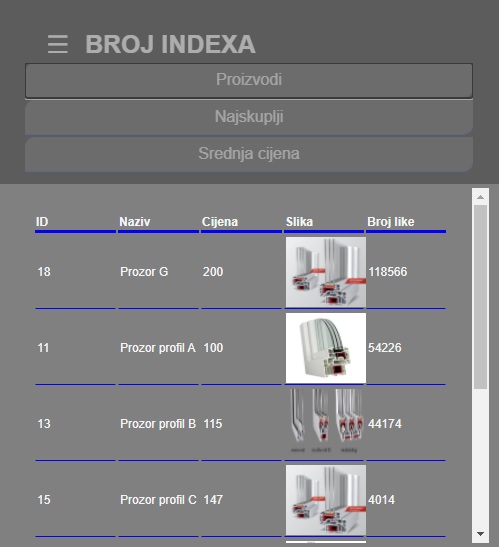 ☰ BROJ INDEXA
Proizvodi
Najskuplji
Srednja cijena
ID Naziv Cijena Slika Broj like
18 Prozor G 200 118566
11 Prozor profil A 100 54226
13 Prozor profil B 115 44174
15 Prozor profil C 147 4014